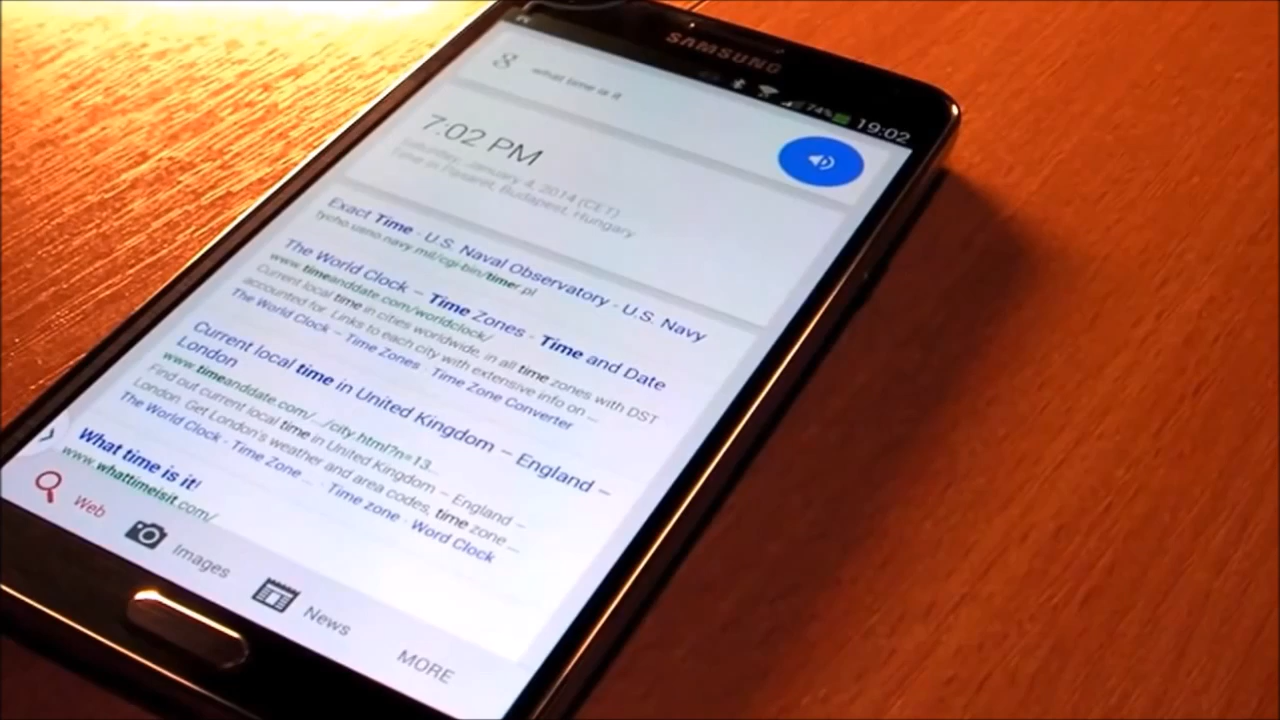 SAMSUNG
74% 19:02
what time is it
7:02 PM
Saturday, January 4, 2014 (CET)
Time in Fasaret, Budapest, Hungary
Exact Time - U.S. Naval Observatory - U.S. Navy
tycho.usno.navy.mil/cgi-bin/timer.pl
The World Clock – Time Zones - Time and Date
www.timeanddate.com/worldclock/
Current local time in cities worldwide, in all time zones with DST
accounted for. Links to each city with extensive info on ...
The World Clock – Time Zones · Time Zone Converter
Current local time in United Kingdom – England –
London
www.timeanddate.com/.../city.html?n=13...
Find out current local time in United Kingdom – England –
London. Get London's weather and area codes, time zone ...
The World Clock - Time Zone ... · Time zone · Word Clock
What time is it!
www.whattimeisit.com/
Web
Images
News
MORE